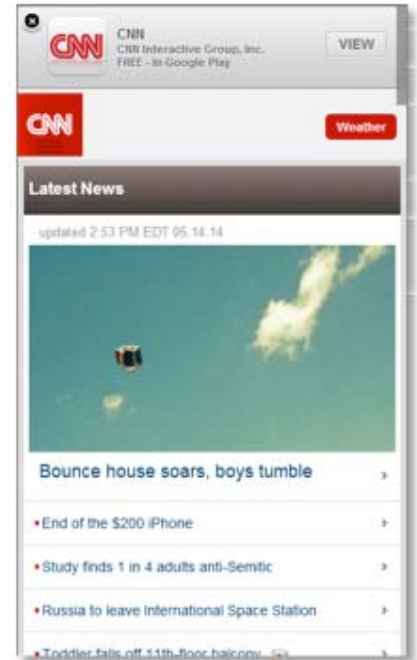 CNN
CNN
CNN Interactive Group, Inc.
FREE - In Google Play
VIEW
CNN
Weather
Latest News
updated 2:53 PM EDT 05.14.14
Bounce house soars, boys tumble
End of the $200 iPhone
Study finds 1 in 4 adults anti-Semitic
Russia to leave International Space Station
Toddler falls off 11th-floor balcony